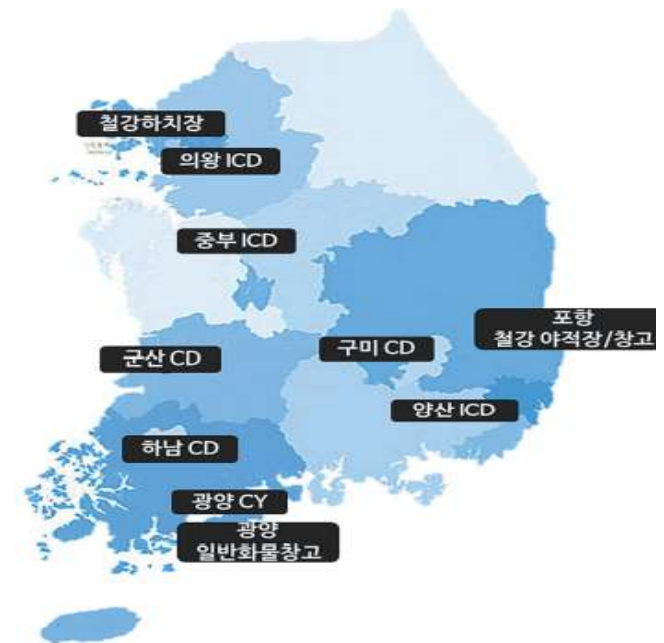 철강하치장
의왕 ICD
중부 ICD
포항
철강 야적장/창고
구미 CD
군산 CD
양산 ICD
하남 CD
광양 CY
광양
일반화물창고